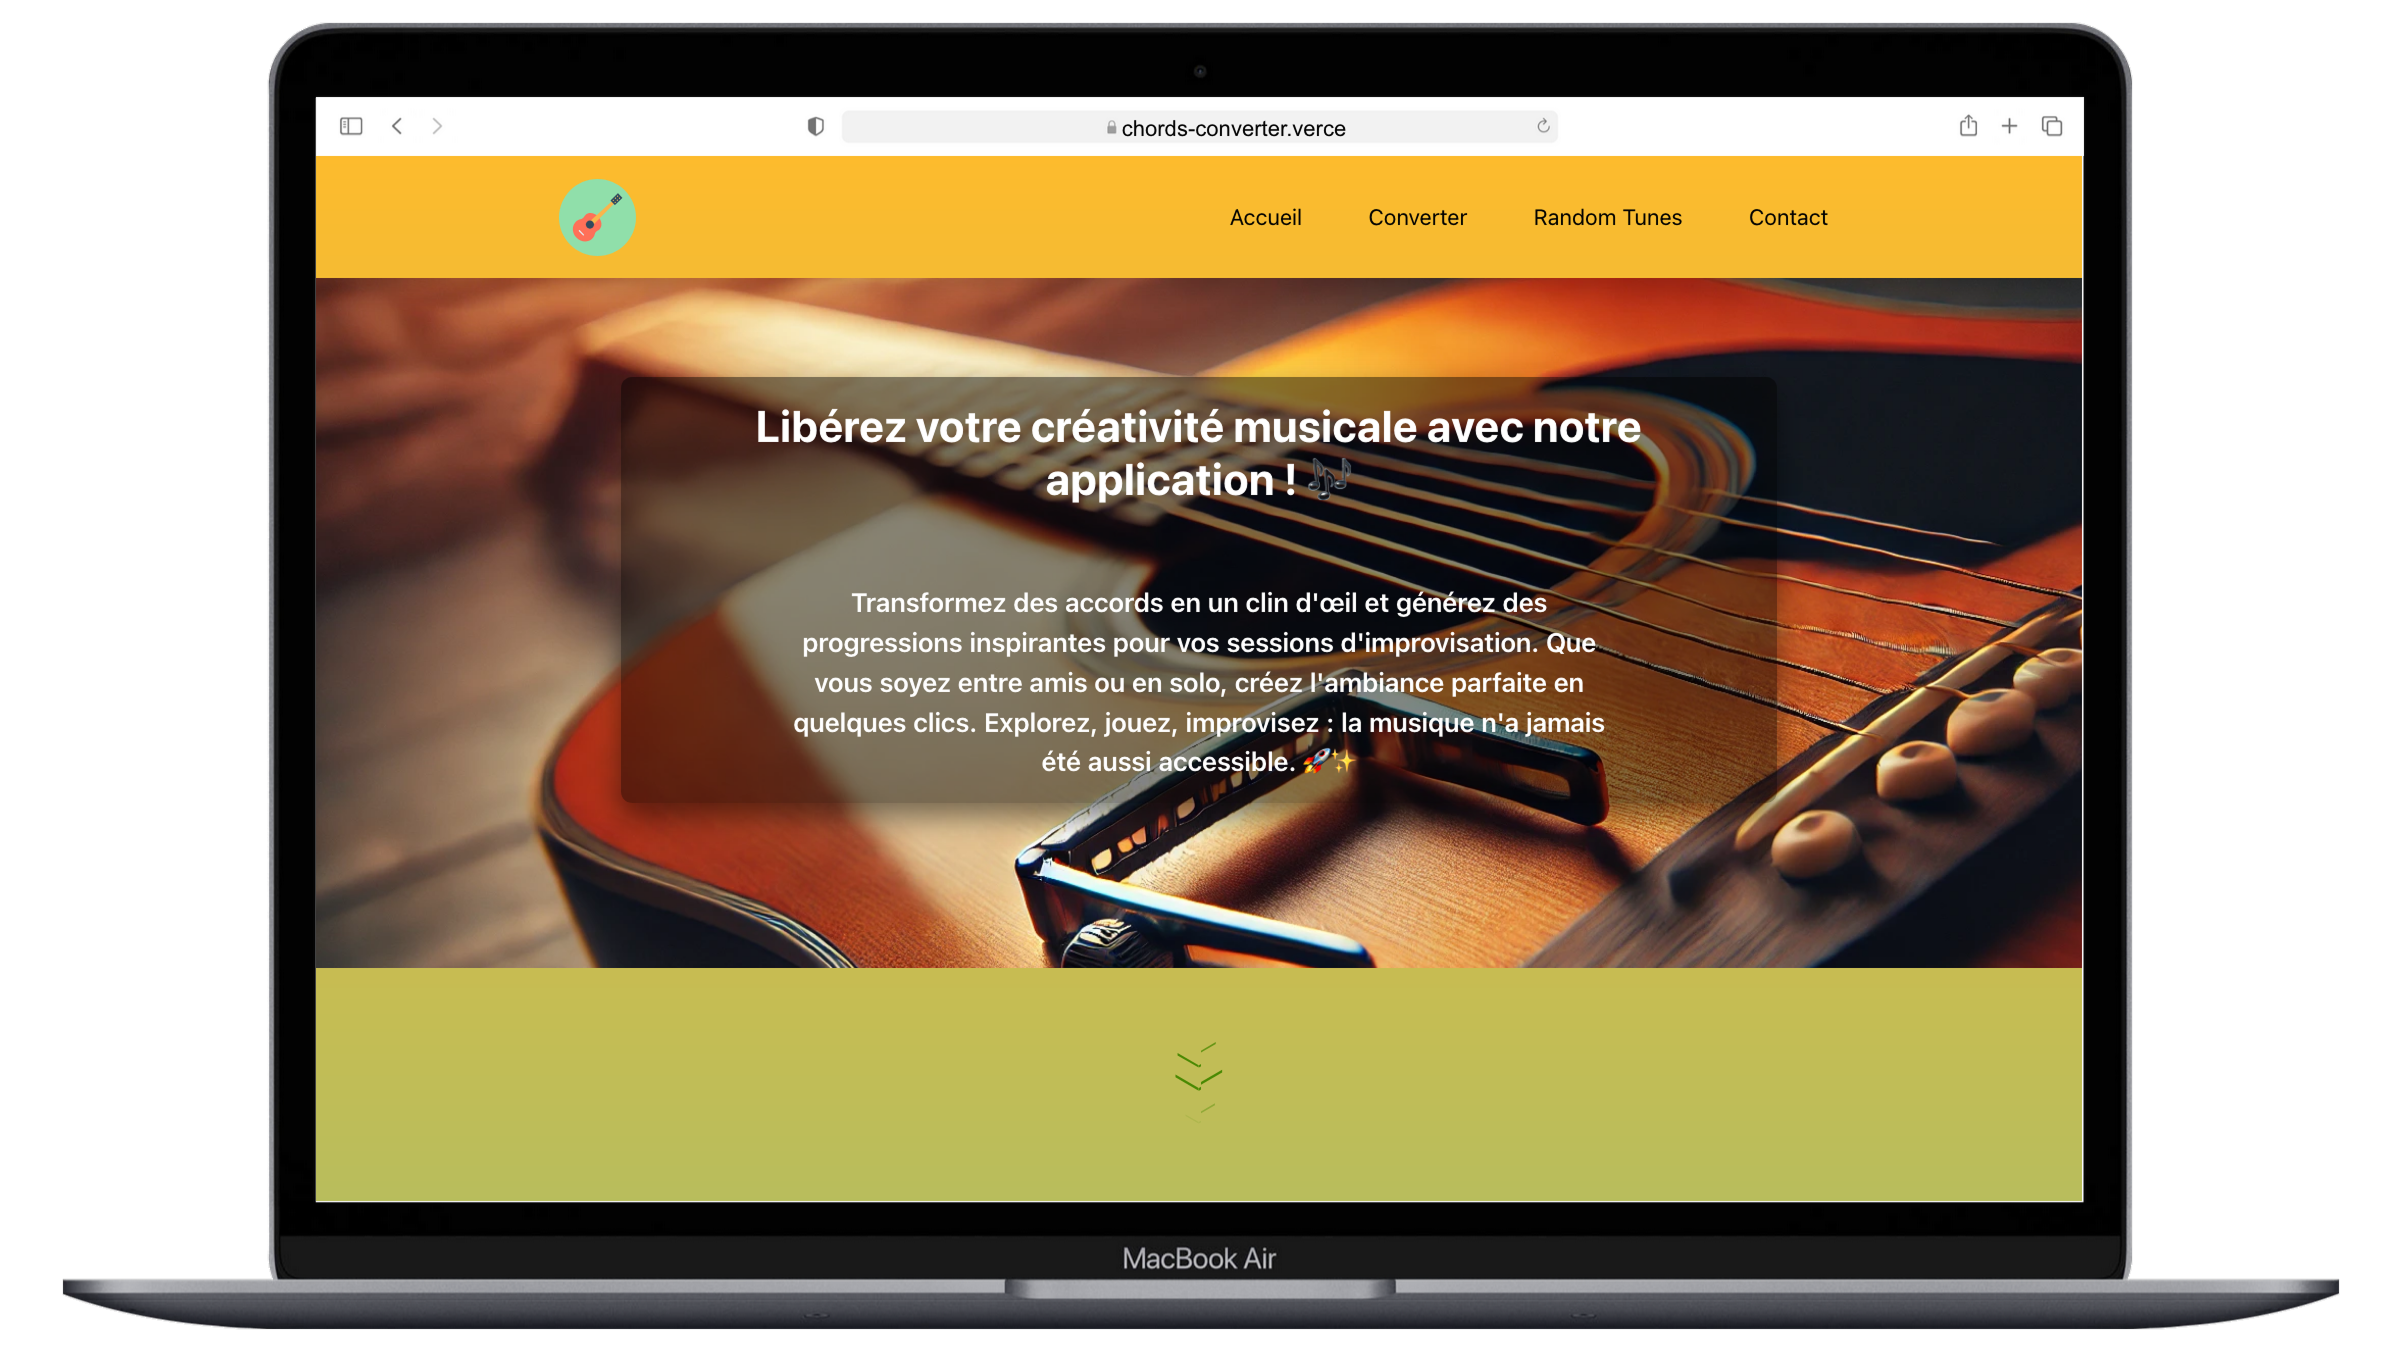 chords-converter.verce
Accueil Converter Random Tunes Contact
Libérez votre créativité musicale avec notre
application ! 🎶
Transformez des accords en un clin d'œil et générez des
progressions inspirantes pour vos sessions d'improvisation. Que
vous soyez entre amis ou en solo, créez l'ambiance parfaite en
quelques clics. Explorez, jouez, improvisez : la musique n'a jamais
été aussi accessible. 🚀✨
MacBook Air